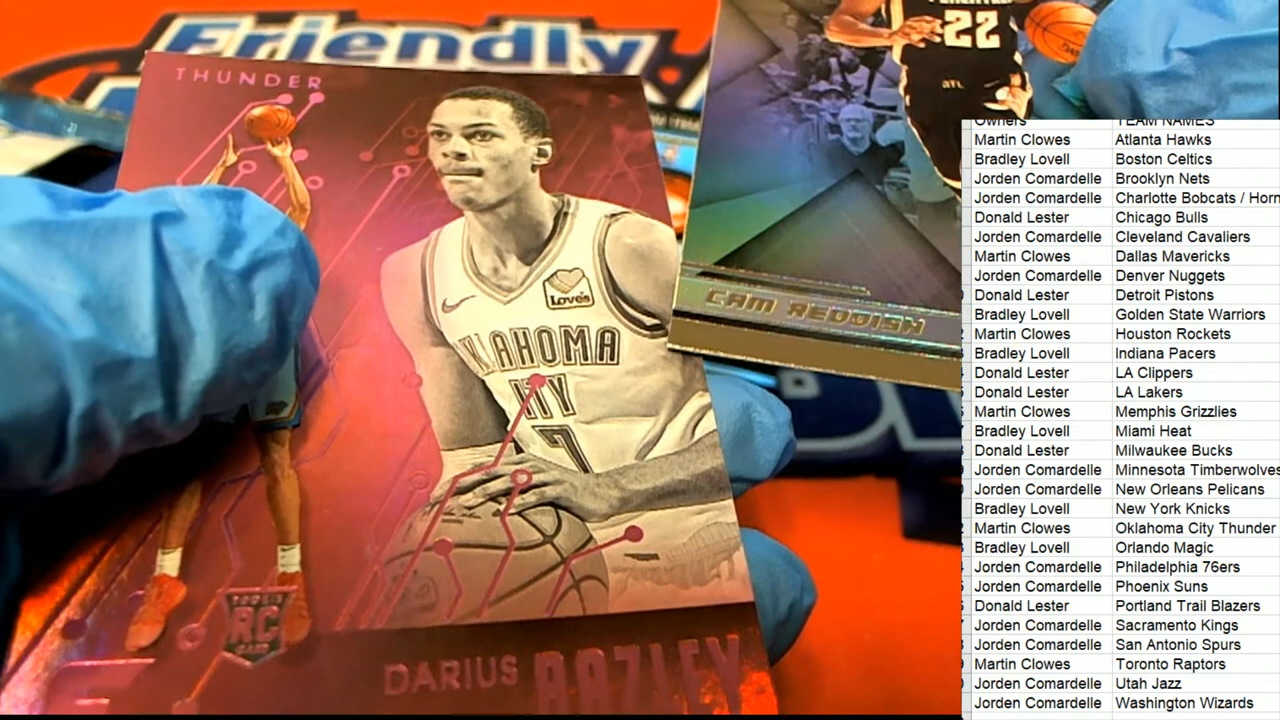 Friendly
THUNDER
Love's
OKLAHOMA
CITY
7
ROOKIE
RC
CARD
DARIUS BAZLEY
22
ATL
CAM REDDISH
Owners TEAM NAMES
Martin Clowes Atlanta Hawks
Bradley Lovell Boston Celtics
Jorden Comardelle Brooklyn Nets
Jorden Comardelle Charlotte Bobcats / Horn
Donald Lester Chicago Bulls
Jorden Comardelle Cleveland Cavaliers
Martin Clowes Dallas Mavericks
Jorden Comardelle Denver Nuggets
Donald Lester Detroit Pistons
Bradley Lovell Golden State Warriors
Martin Clowes Houston Rockets
Bradley Lovell Indiana Pacers
Donald Lester LA Clippers
Donald Lester LA Lakers
Martin Clowes Memphis Grizzlies
Bradley Lovell Miami Heat
Donald Lester Milwaukee Bucks
Jorden Comardelle Minnesota Timberwolves
Jorden Comardelle New Orleans Pelicans
Bradley Lovell New York Knicks
Martin Clowes Oklahoma City Thunder
Bradley Lovell Orlando Magic
Jorden Comardelle Philadelphia 76ers
Jorden Comardelle Phoenix Suns
Donald Lester Portland Trail Blazers
Jorden Comardelle Sacramento Kings
Jorden Comardelle San Antonio Spurs
Martin Clowes Toronto Raptors
Jorden Comardelle Utah Jazz
Jorden Comardelle Washington Wizards